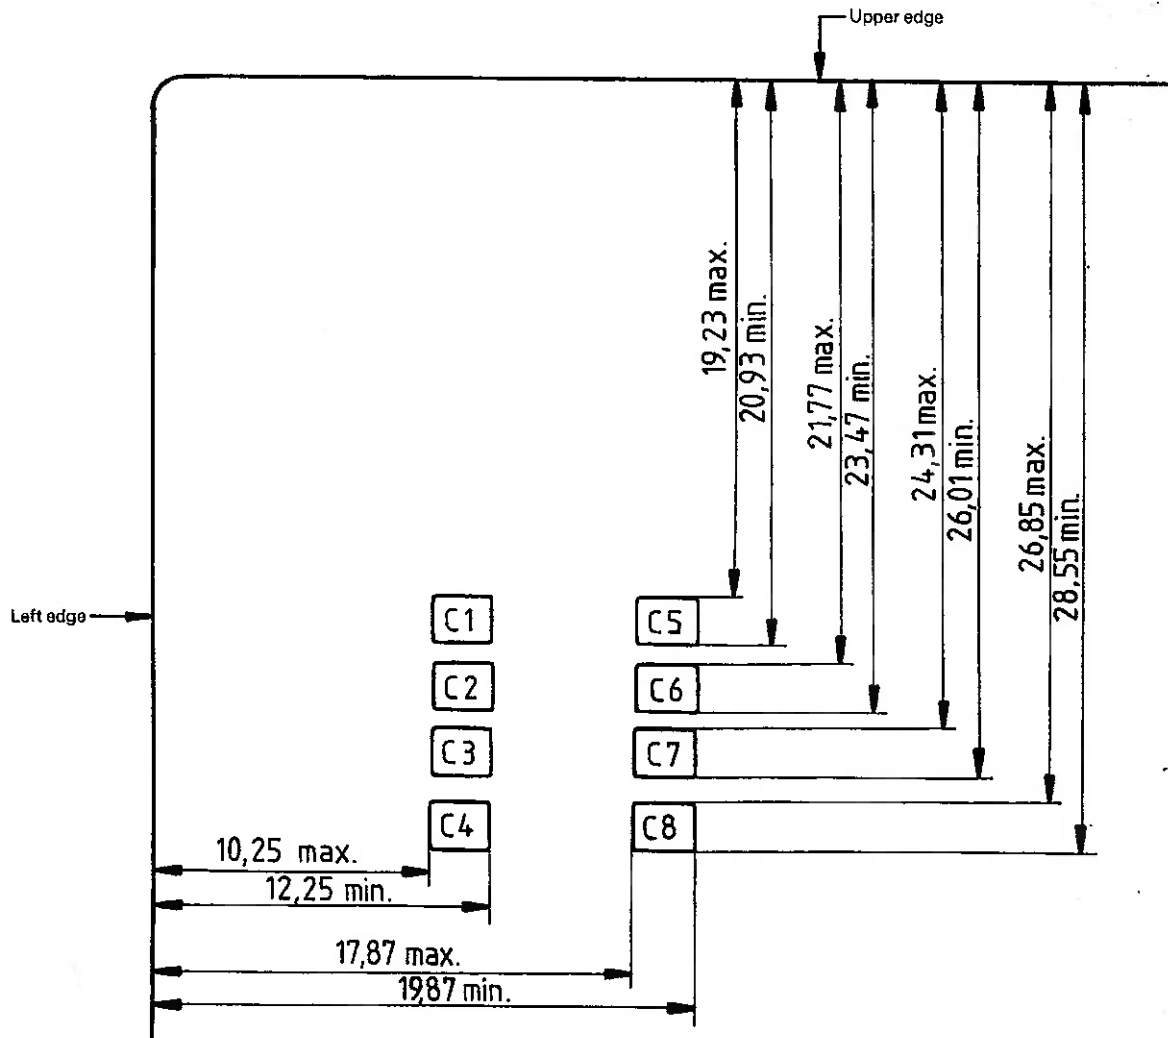 Upper edge
19,23 max.
20,93 min.
21,77 max.
23,47 min.
24,31 max.
26,01 min.
26,85 max.
28,55 min.
Left edge
C1
C5
C2
C6
C3
C7
C4
C8
10,25 max.
12,25 min.
17,87 max.
19,87 min.